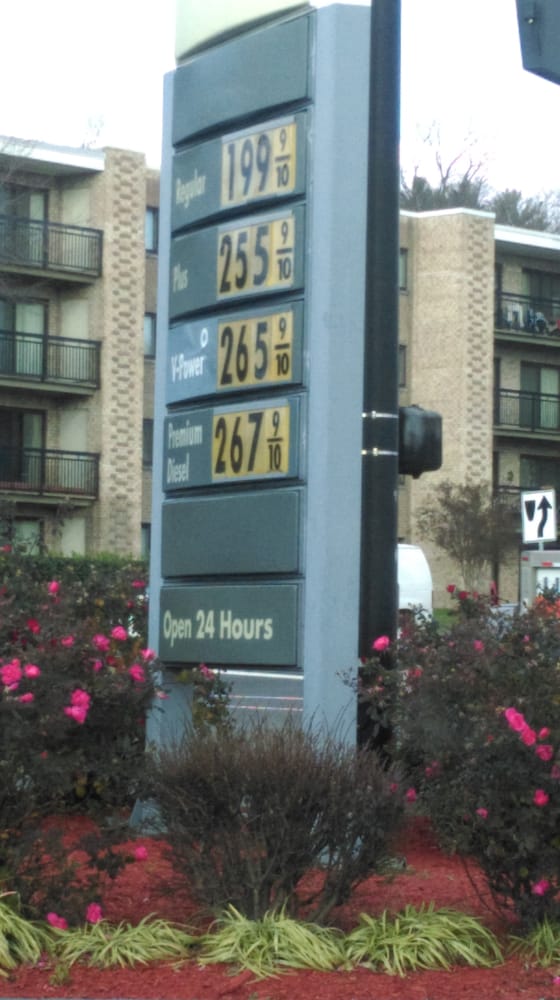 Regular 199 9/10
Plus 255 9/10
V-Power 265 9/10
Premium
Diesel 267 9/10
Open 24 Hours